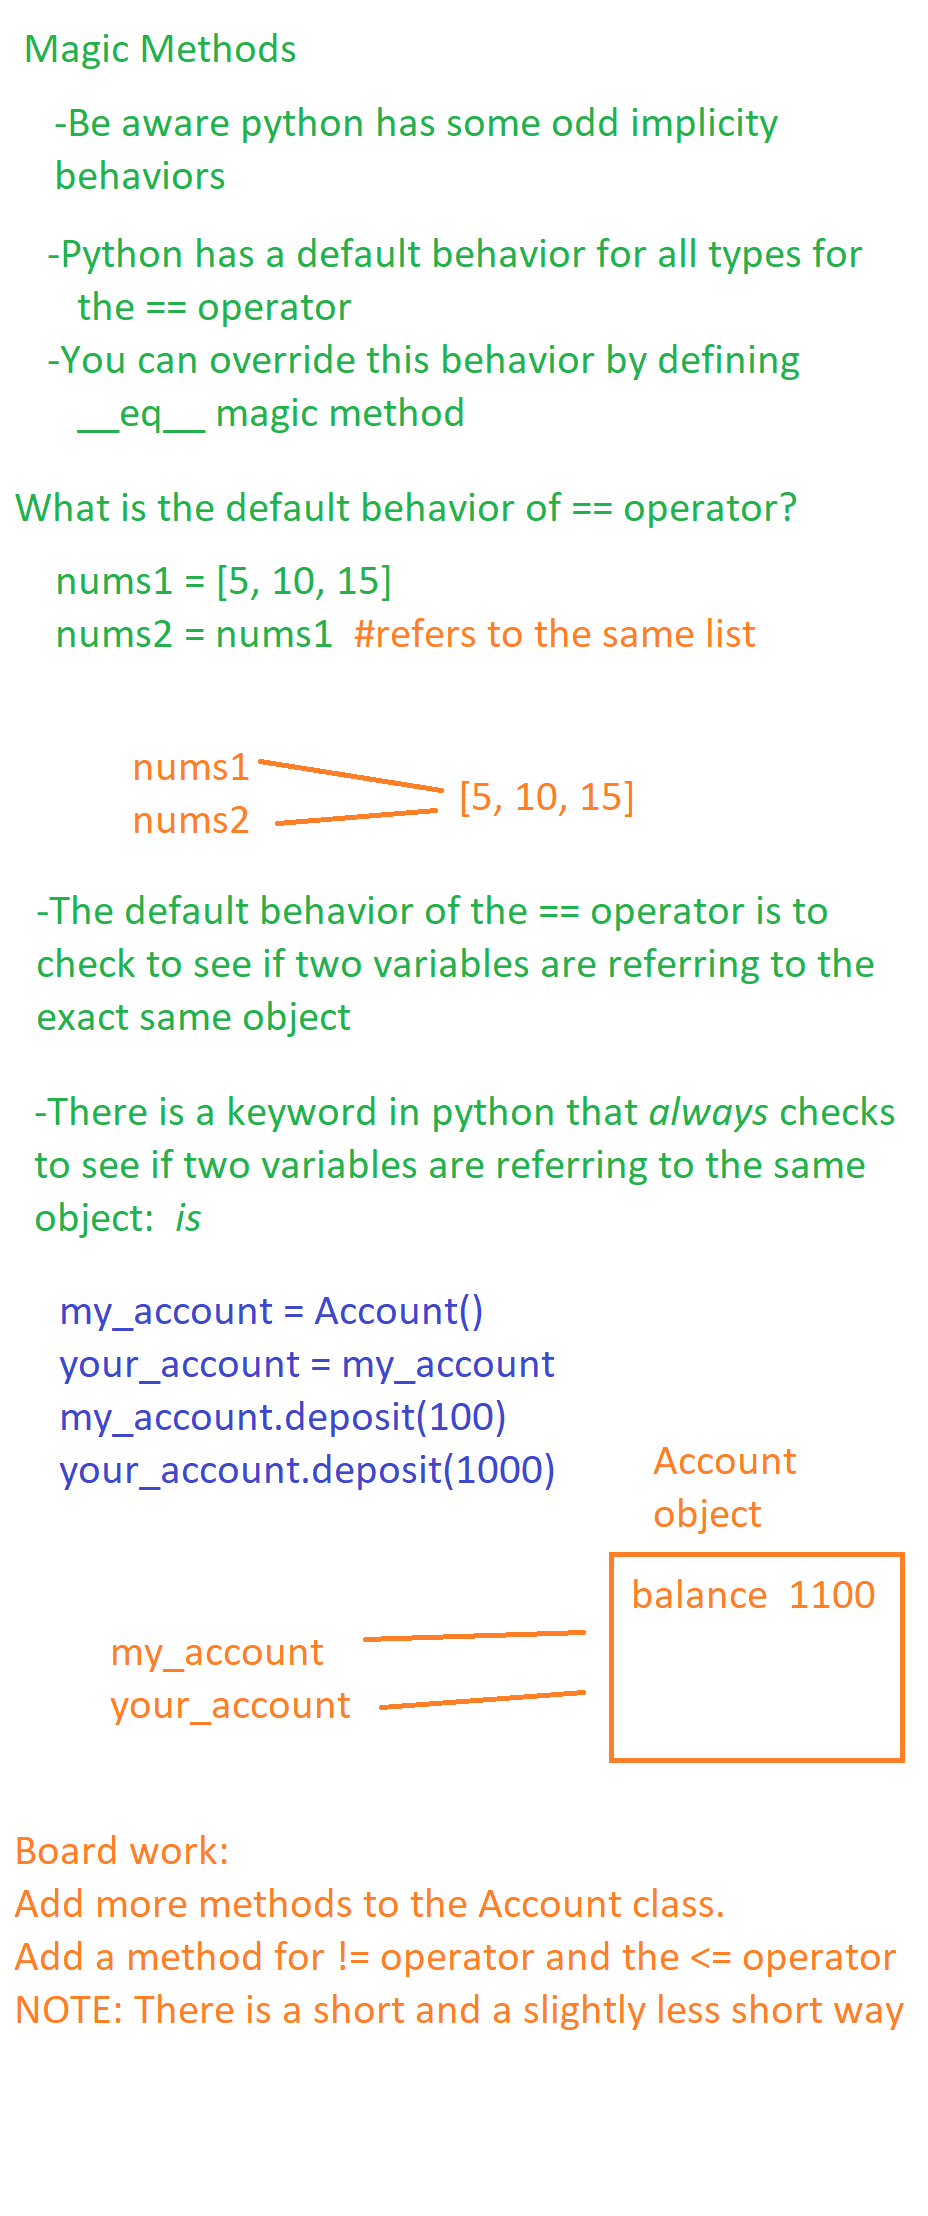 Magic Methods
-Be aware python has some odd implicity
behaviors
-Python has a default behavior for all types for
the == operator
-You can override this behavior by defining
__eq__ magic method
What is the default behavior of == operator?
nums1 = [5, 10, 15]
nums2 = nums1  #refers to the same list
nums1
nums2
[5, 10, 15]
-The default behavior of the == operator is to
check to see if two variables are referring to the
exact same object
-There is a keyword in python that always checks
to see if two variables are referring to the same
object:  is
my_account = Account()
your_account = my_account
my_account.deposit(100)
your_account.deposit(1000)
Account
object
balance  1100
my_account
your_account
Board work:
Add more methods to the Account class.
Add a method for != operator and the <= operator
NOTE: There is a short and a slightly less short way